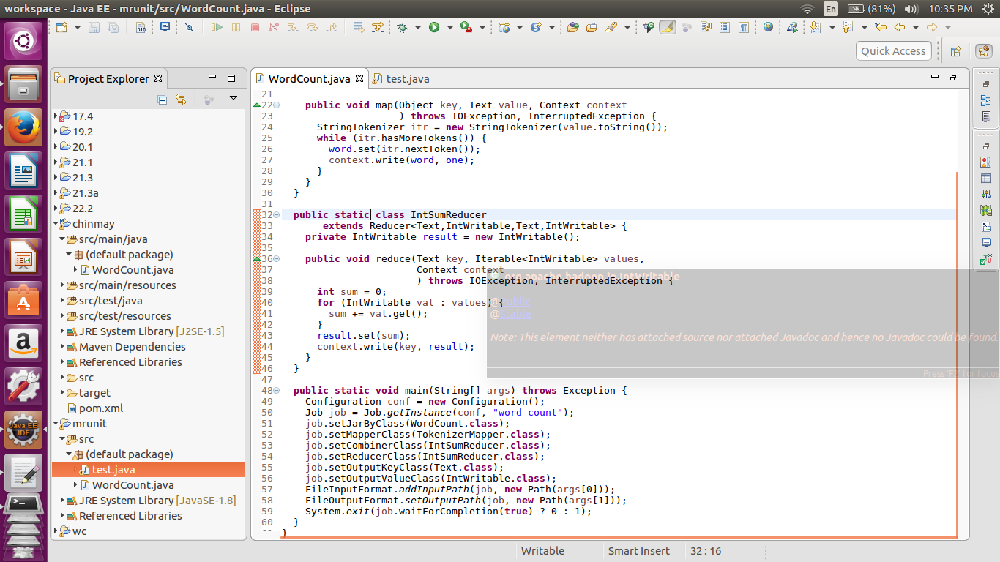 workspace - Java EE - mrunit/src/WordCount.java - Eclipse
En
(81%)
10:35 PM
010
Quick Access
Project Explorer
WordCount.java
test.java
17.4
19.2
20.1
21.1
21.3
21.3a
22.2
chinmay
src/main/java
(default package)
WordCount.java
src/main/resources
src/test/java
src/test/resources
JRE System Library [J2SE-1.5]
Maven Dependencies
Referenced Libraries
src
target
pom.xml
mrunit
src
(default package)
test.java
WordCount.java
JRE System Library [JavaSE-1.8]
Referenced Libraries
wc
Java EE
IDE
21
22 public void map(Object key, Text value, Context context
23 ) throws IOException, InterruptedException {
24 StringTokenizer itr = new StringTokenizer(value.toString());
25 while (itr.hasMoreTokens()) {
26 word.set(itr.nextToken());
27 context.write(word, one);
28 }
29 }
30 }
31
32 public static class IntSumReducer
33 extends Reducer<Text,IntWritable,Text,IntWritable> {
34 private IntWritable result = new IntWritable();
35
36 public void reduce(Text key, Iterable<IntWritable> values,
37 Context context
38 ) throws IOException, InterruptedException {
39 int sum = 0;
40 for (IntWritable val : values) {
41 sum += val.get();
42 }
43 result.set(sum);
44 context.write(key, result);
45 }
46 }
47
48 public static void main(String[] args) throws Exception {
49 Configuration conf = new Configuration();
50 Job job = Job.getInstance(conf, "word count");
51 job.setJarByClass(WordCount.class);
52 job.setMapperClass(TokenizerMapper.class);
53 job.setCombinerClass(IntSumReducer.class);
54 job.setReducerClass(IntSumReducer.class);
55 job.setOutputKeyClass(Text.class);
56 job.setOutputValueClass(IntWritable.class);
57 FileInputFormat.addInputPath(job, new Path(args[0]));
58 FileOutputFormat.setOutputPath(job, new Path(args[1]));
59 System.exit(job.waitForCompletion(true) ? 0 : 1);
60 }
61 }
org.apache.hadoop.io.IntWritable
@Public
@Stable
Note: This element neither has attached source nor attached Javadoc and hence no Javadoc could be found.
Press 'F2' for focus
Writable
Smart Insert
32 : 16